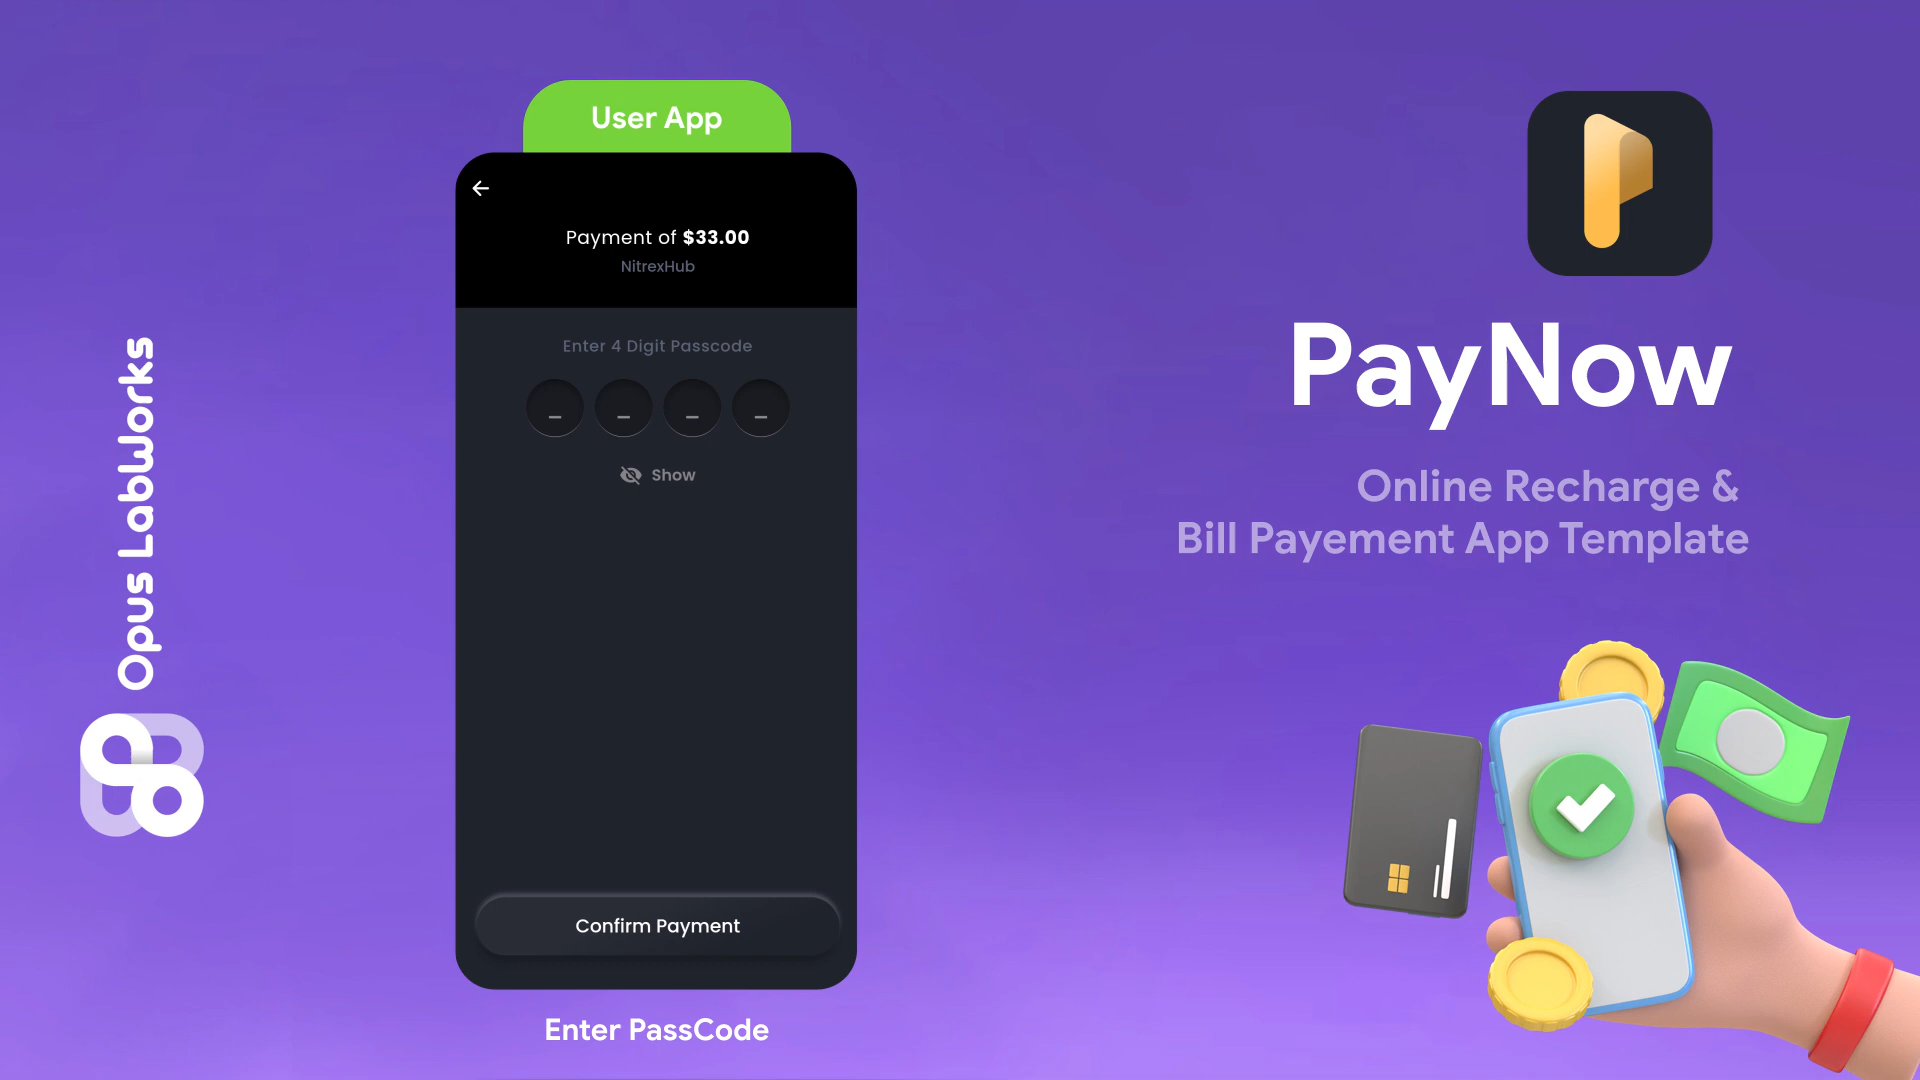 Opus LabWorks
User App
Payment of $33.00
NitrexHub
Enter 4 Digit Passcode
_ _ _ _
Show
Confirm Payment
Enter PassCode
PayNow
Online Recharge &
Bill Payement App Template